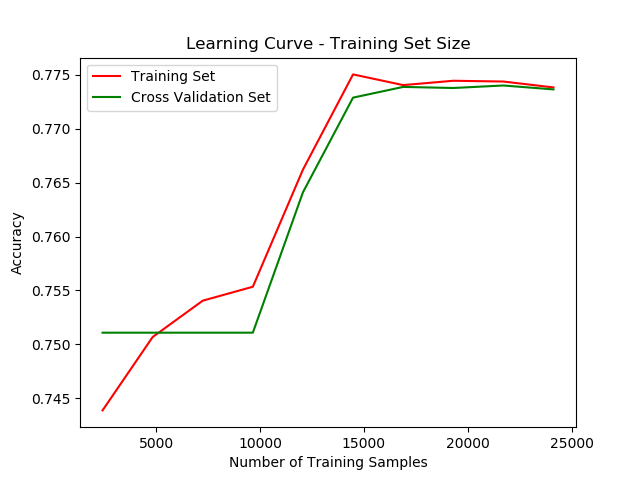 Learning Curve - Training Set Size
Training Set
Cross Validation Set
0.775
0.770
0.765
0.760
0.755
0.750
0.745
Accuracy
5000 10000 15000 20000 25000
Number of Training Samples